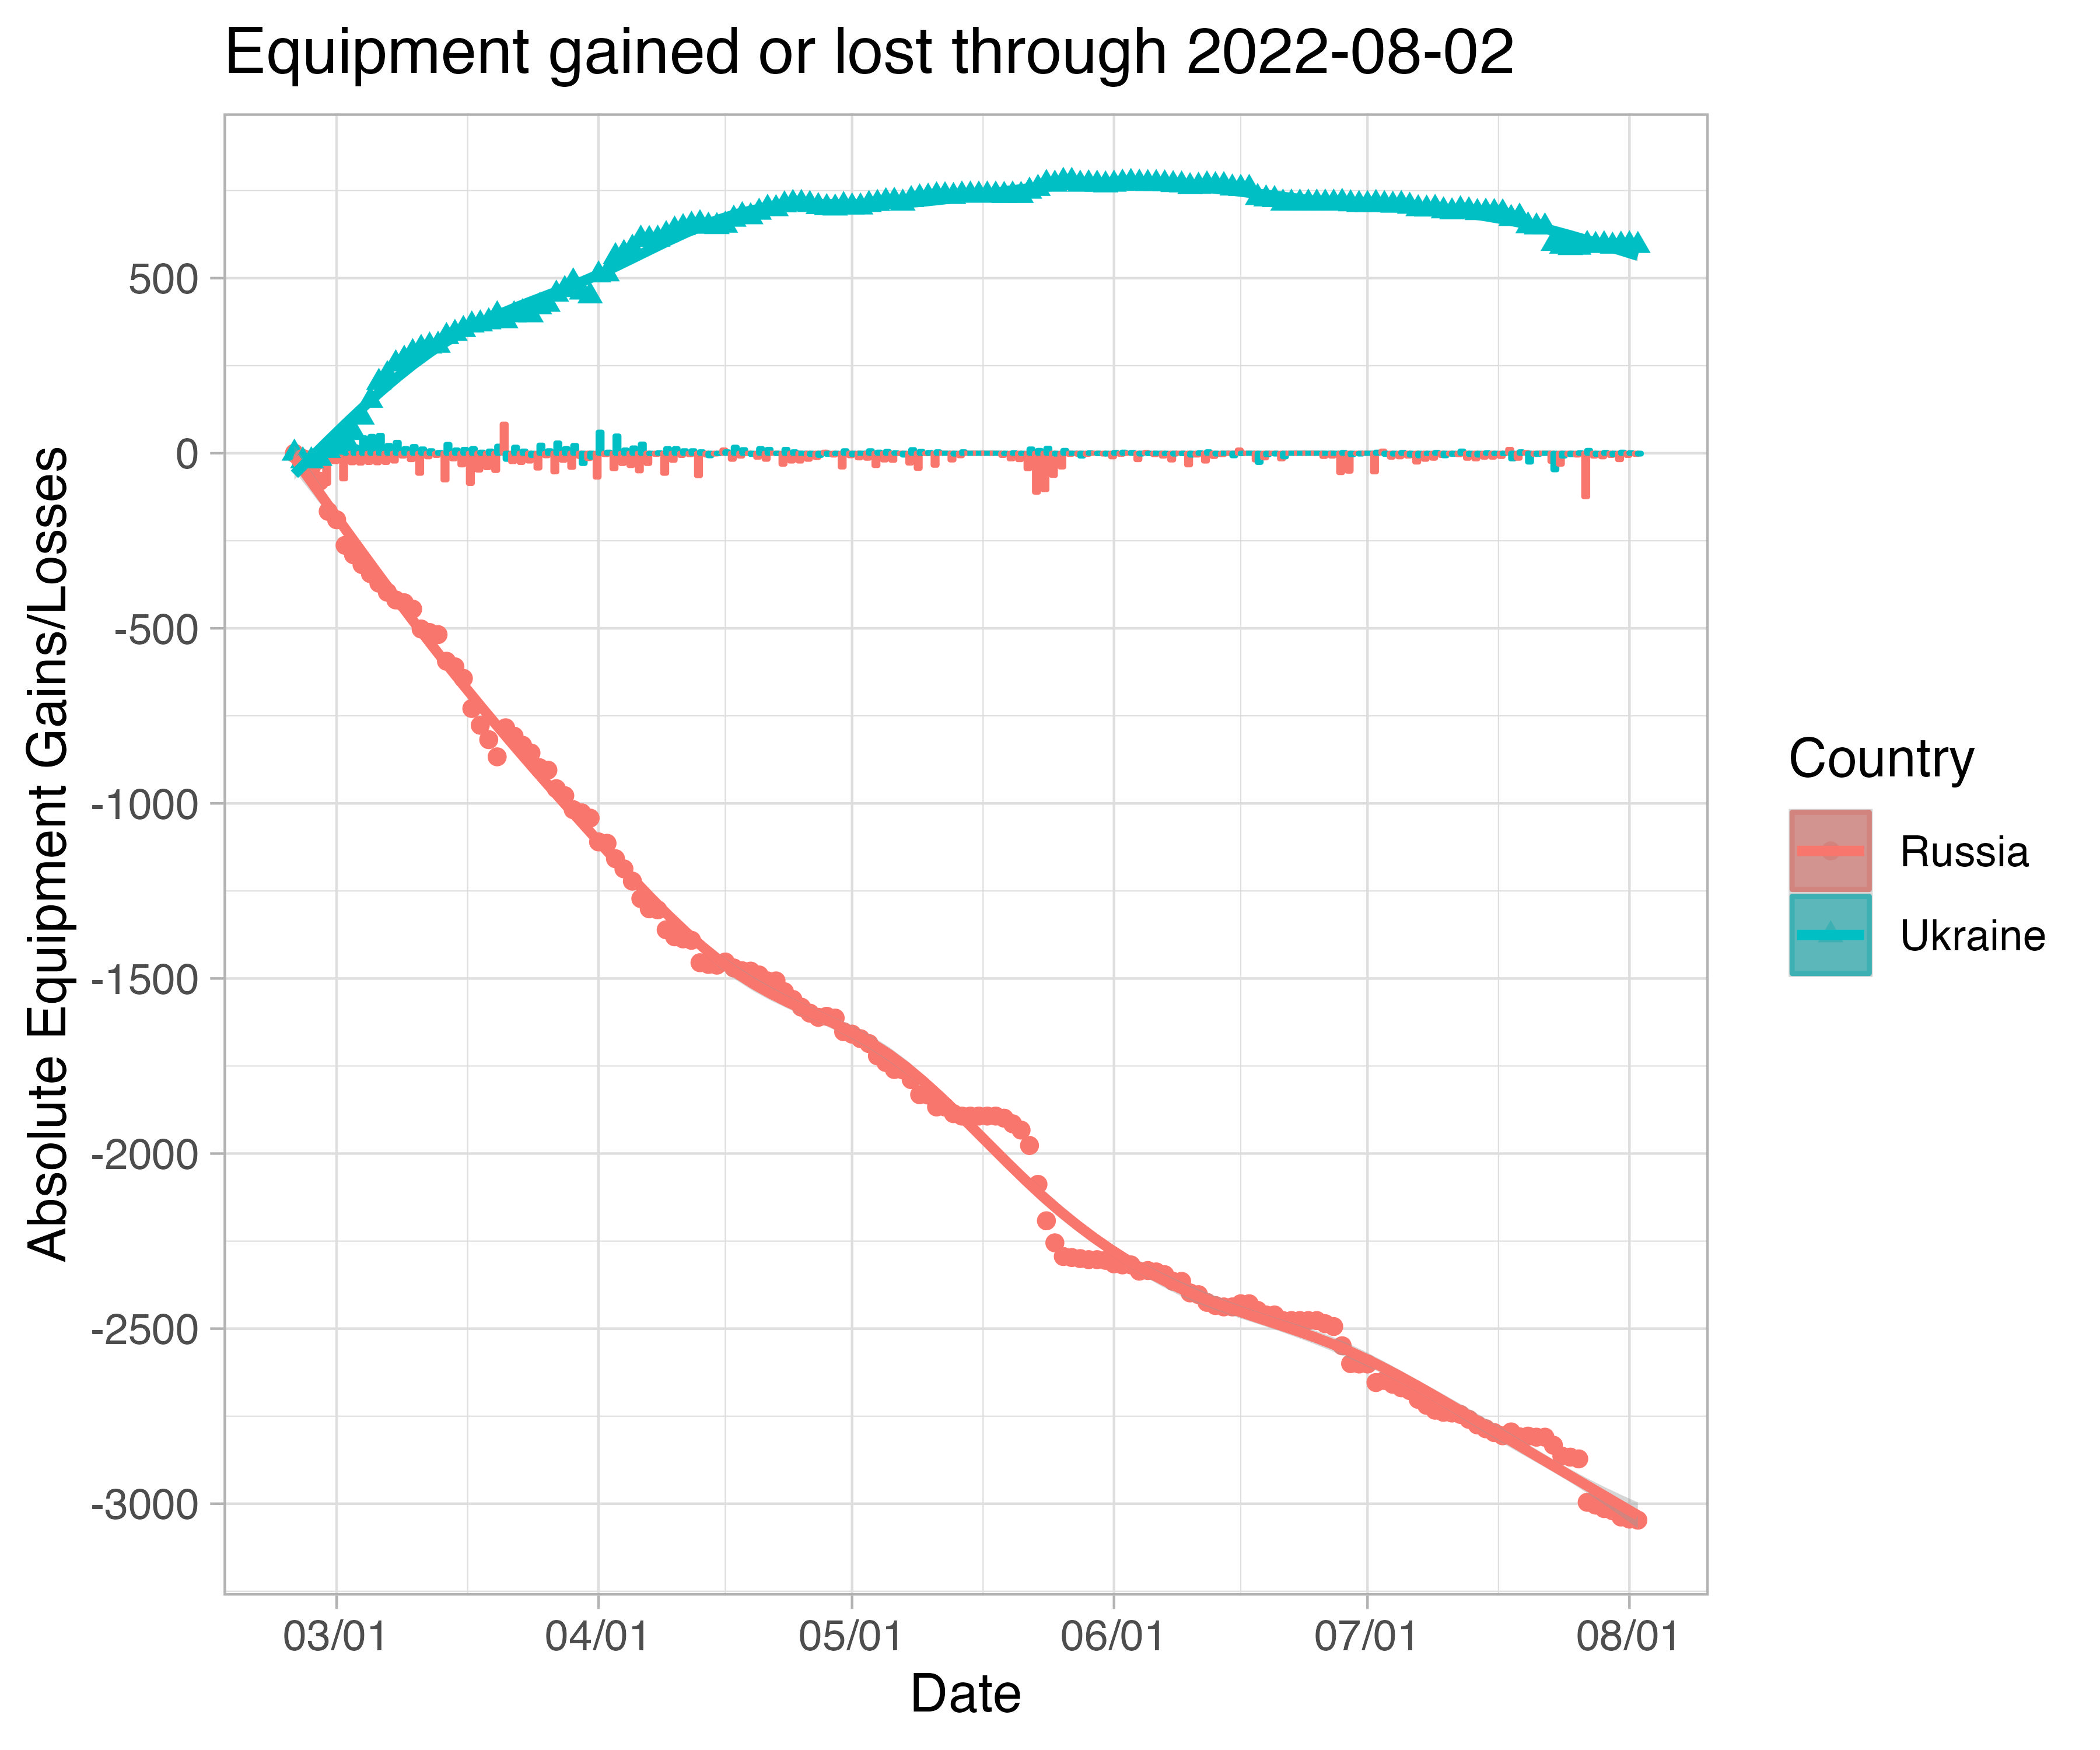 Equipment gained or lost through 2022-08-02
Absolute Equipment Gains/Losses
500
0
-500
-1000
-1500
-2000
-2500
-3000
03/01
04/01
05/01
06/01
07/01
08/01
Date
Country
Russia
Ukraine